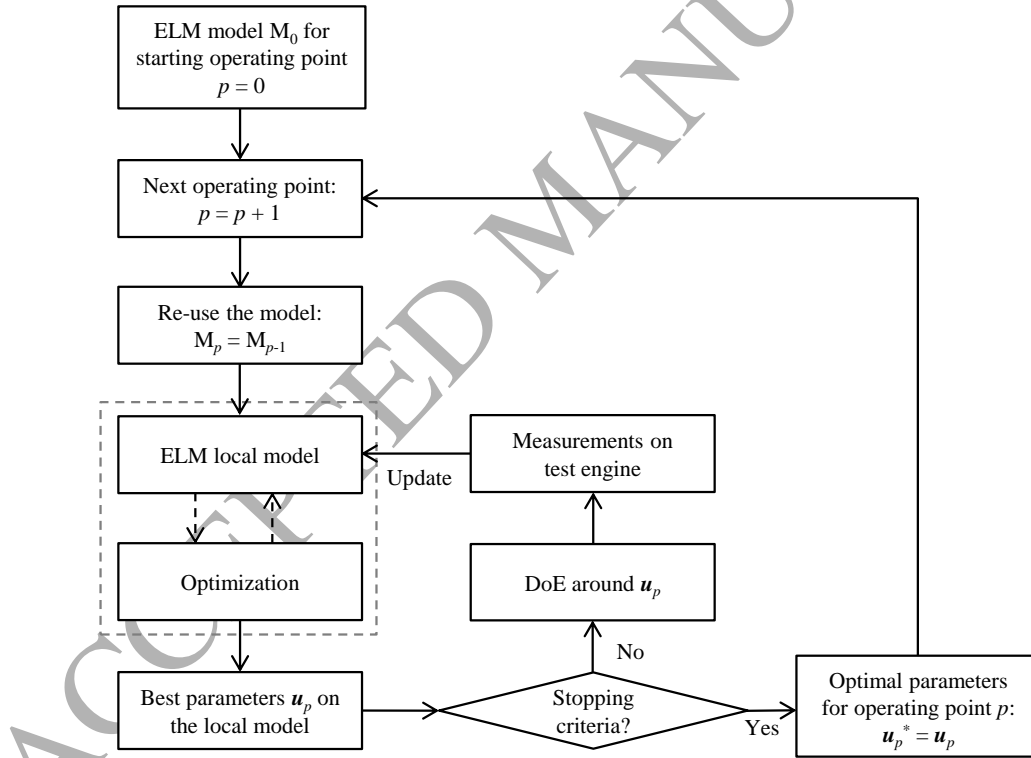 ELM model M₀ for
starting operating point
p = 0
Next operating point:
p = p + 1
Re-use the model:
Mₚ = Mₚ₋₁
ELM local model
Optimization
Best parameters uₚ on
the local model
Update
Measurements on
test engine
DoE around uₚ
No
Stopping
criteria?
Yes
Optimal parameters
for operating point p:
uₚ* = uₚ
ACCEPTED MANU